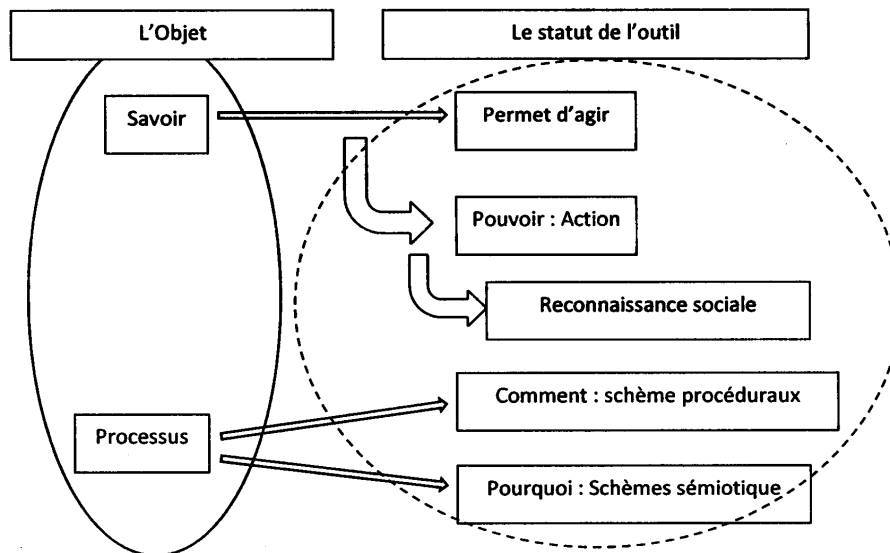 L'Objet
Le statut de l'outil
Savoir
Permet d'agir
Pouvoir : Action
Reconnaissance sociale
Comment : schème procéduraux
Processus
Pourquoi : Schèmes sémiotique